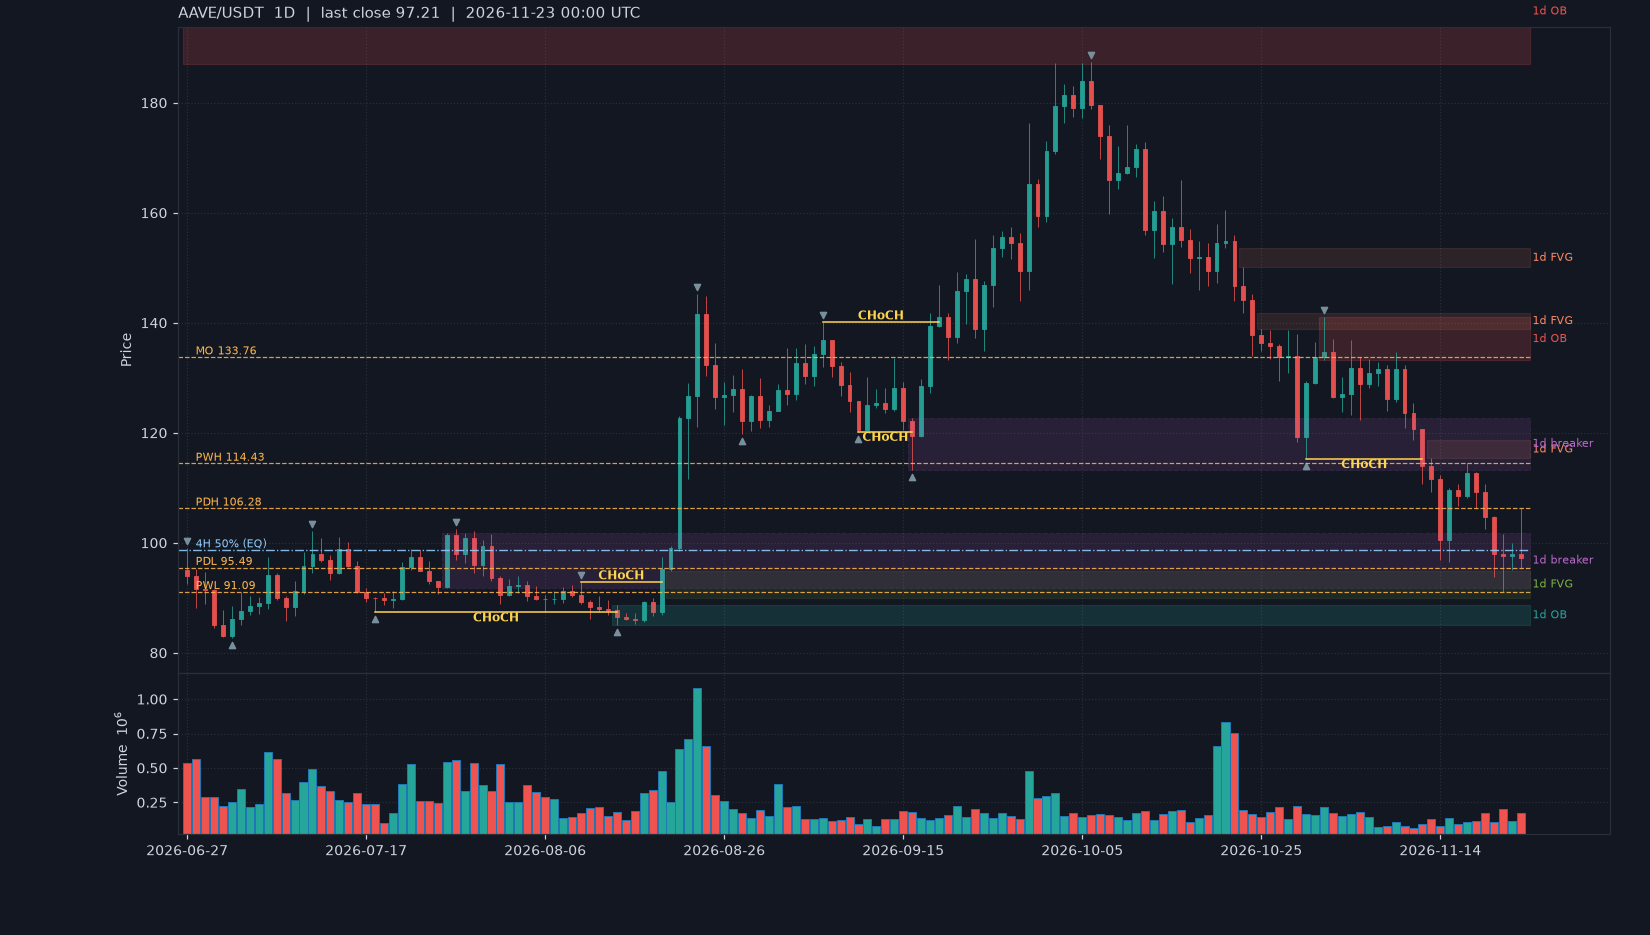 AAVE/USDT 1D | last close 97.21 | 2026-11-23 00:00 UTC
1d OB
180
160
140
120
100
80
Price
1d FVG
1d FVG
1d OB
1d breaker
1d FVG
1d breaker
1d FVG
1d OB
MO 133.76
PWH 114.43
PDH 106.28
4H 50% (EQ)
PDL 95.49
PWL 91.09
CHoCH
CHoCH
CHoCH
CHoCH
CHoCH
1.00
0.75
0.50
0.25
Volume 10⁶
2026-06-27
2026-07-17
2026-08-06
2026-08-26
2026-09-15
2026-10-05
2026-10-25
2026-11-14